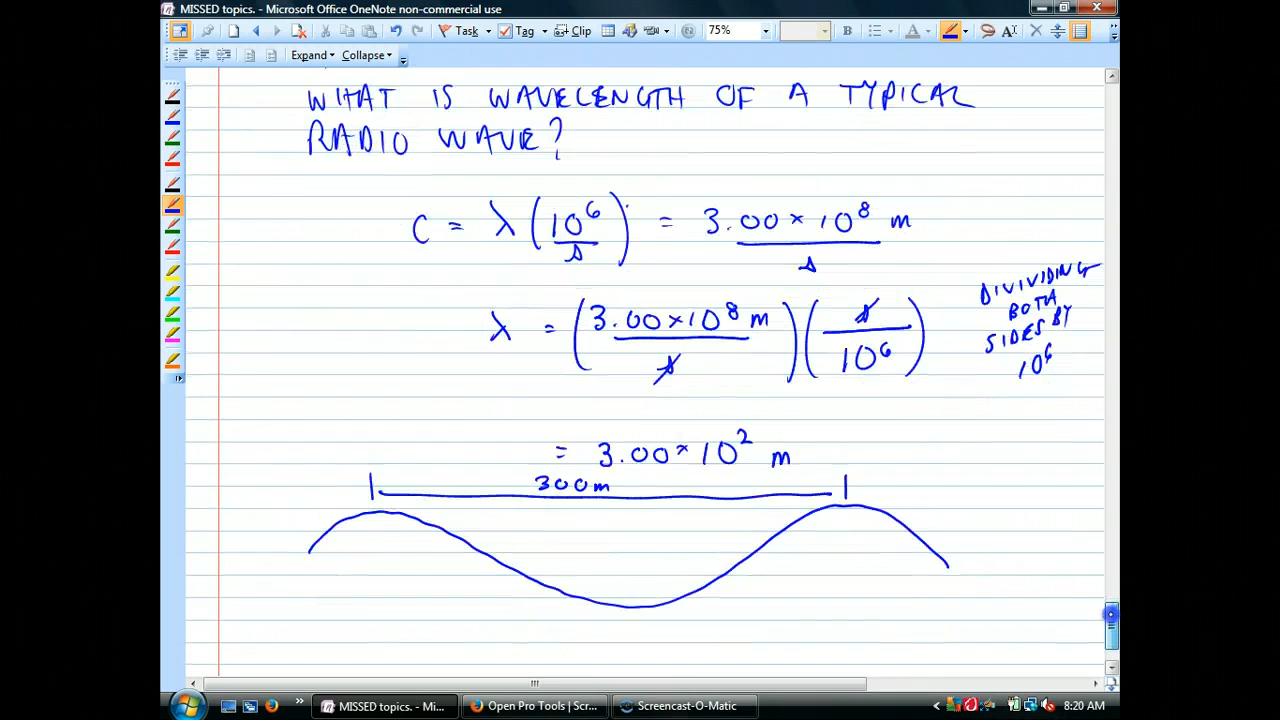 MISSED topics. - Microsoft Office OneNote non-commercial use
Task Tag Clip 75% B A
Expand Collapse
WHAT IS WAVELENGTH OF A TYPICAL
RADIO WAVE?
C = λ (10⁶/s) = 3.00 × 10⁸ m/s
λ = (3.00 × 10⁸ m/s) (s/10⁶)
DIVIDING
BOTH
SIDES BY
10⁶
= 3.00 × 10² m
300m
MISSED topics. - Mi... Open Pro Tools | Scr... Screencast-O-Matic 8:20 AM